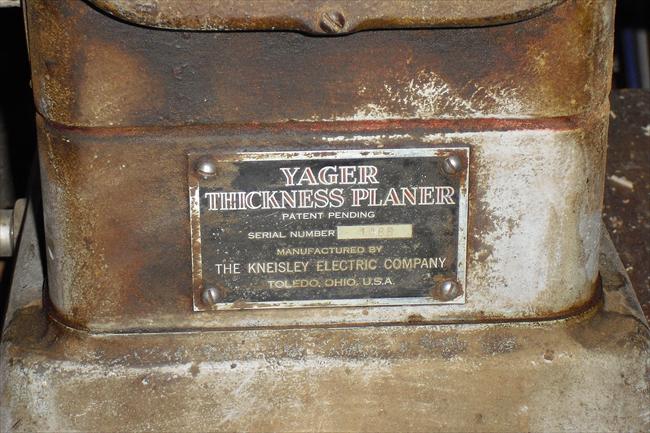 YAGER
THICKNESS PLANER
PATENT PENDING
SERIAL NUMBER
MANUFACTURED BY
THE KNEISLEY ELECTRIC COMPANY
TOLEDO, OHIO, U.S.A.